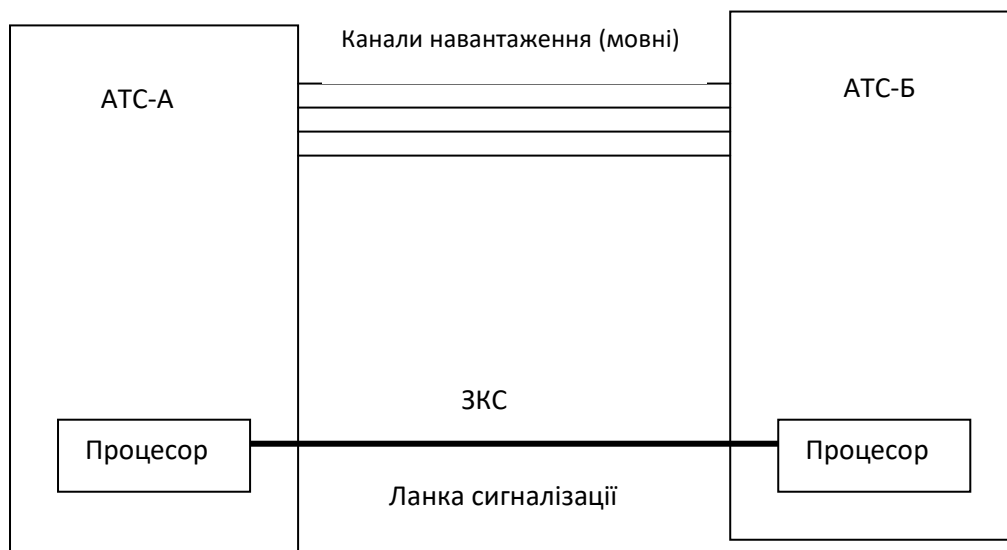 Канали навантаження (мовні)
АТС-А
АТС-Б
ЗКС
Процесор
Процесор
Ланка сигналізації